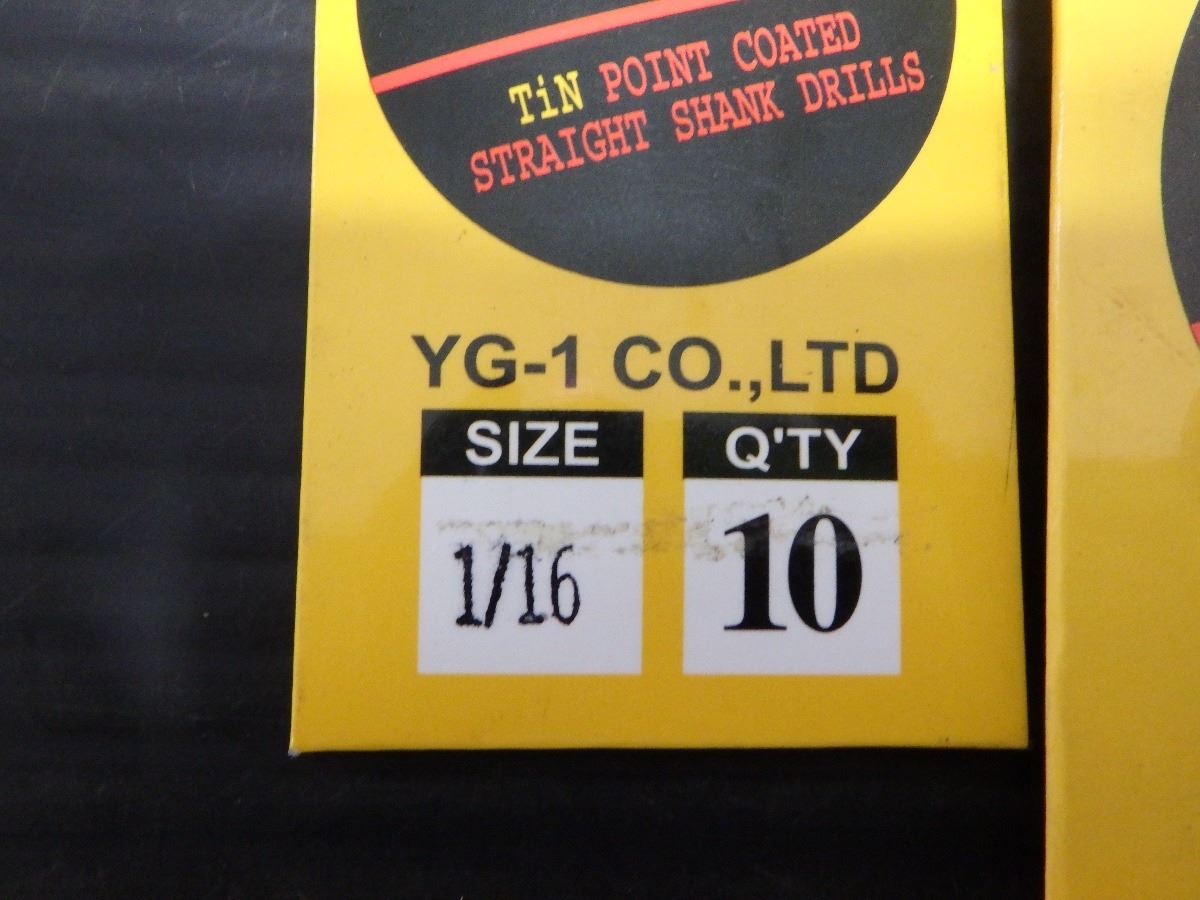 TiN POINT COATED
STRAIGHT SHANK DRILLS
YG-1 CO.,LTD
SIZE
Q'TY
1/16
10